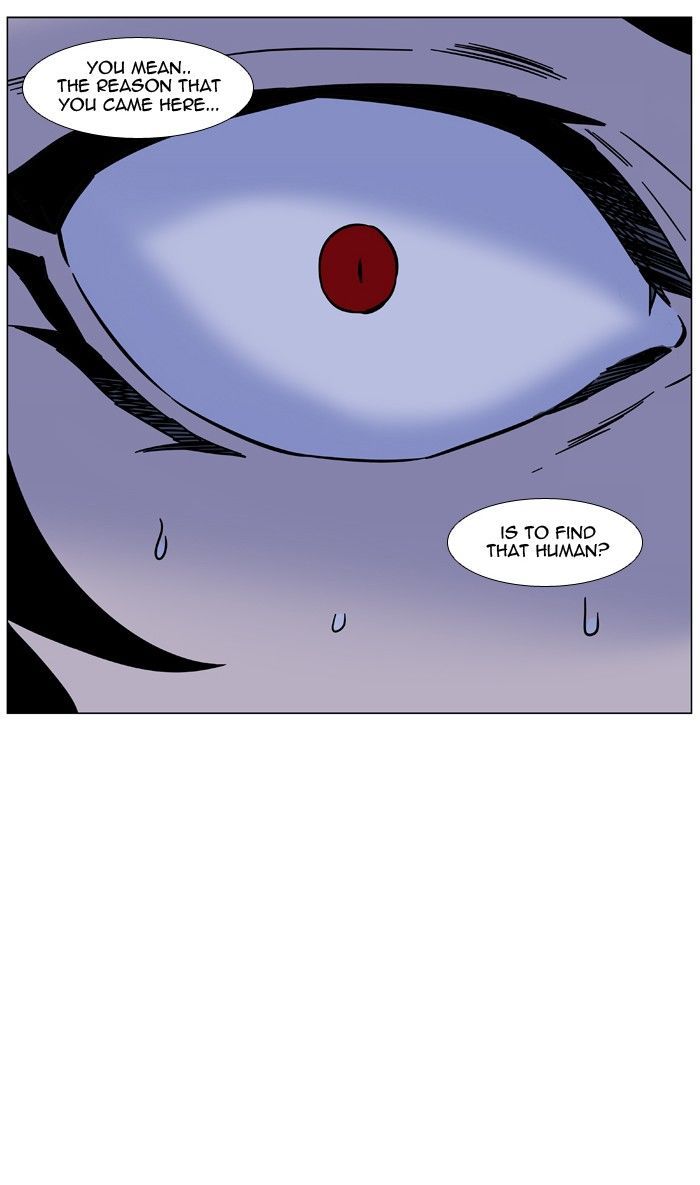 YOU MEAN..
THE REASON THAT
YOU CAME HERE...
IS TO FIND
THAT HUMAN?